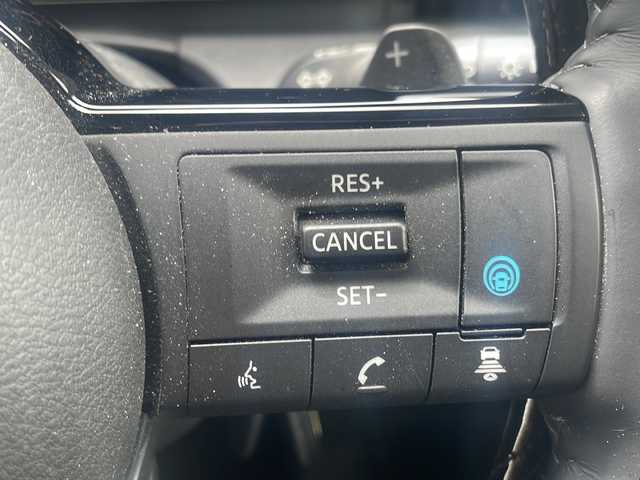 +
RES+
CANCEL
SET-